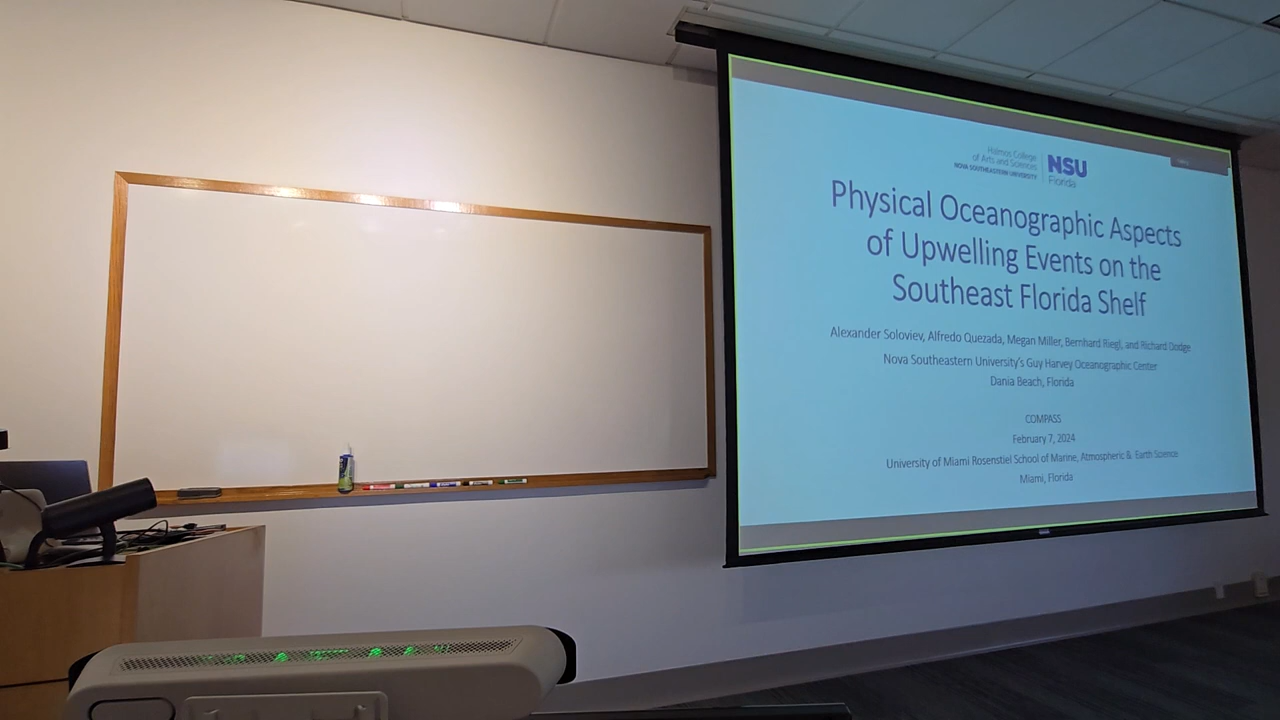 Halmos College
of Arts and Sciences
NOVA SOUTHEASTERN UNIVERSITY
NSU
Florida
Physical Oceanographic Aspects
of Upwelling Events on the
Southeast Florida Shelf
Alexander Soloviev, Alfredo Quezada, Megan Miller, Bernhard Riegl, and Richard Dodge
Nova Southeastern University's Guy Harvey Oceanographic Center
Dania Beach, Florida
COMPASS
February 7, 2024
University of Miami Rosenstiel School of Marine, Atmospheric & Earth Science
Miami, Florida